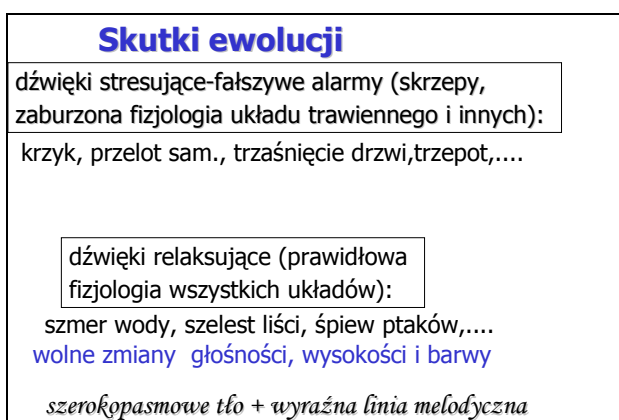 Skutki ewolucji
dźwięki stresujące-fałszywe alarmy (skrzepy,
zaburzona fizjologia układu trawiennego i innych):
krzyk, przelot sam., trzaśnięcie drzwi,trzepot,....
dźwięki relaksujące (prawidłowa
fizjologia wszystkich układów):
szmer wody, szelest liści, śpiew ptaków,....
wolne zmiany głośności, wysokości i barwy
szerokopasmowe tło + wyraźna linia melodyczna